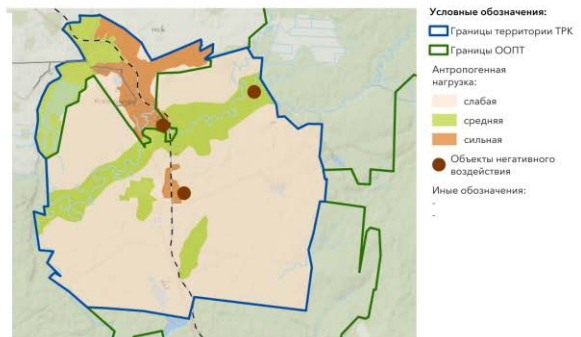 Условные обозначения:
Границы территории ТРК
Границы ООПТ
Антропогенная
нагрузка:
слабая
средняя
сильная
Объекты негативного
воздействия
Иные обозначения:
-
-